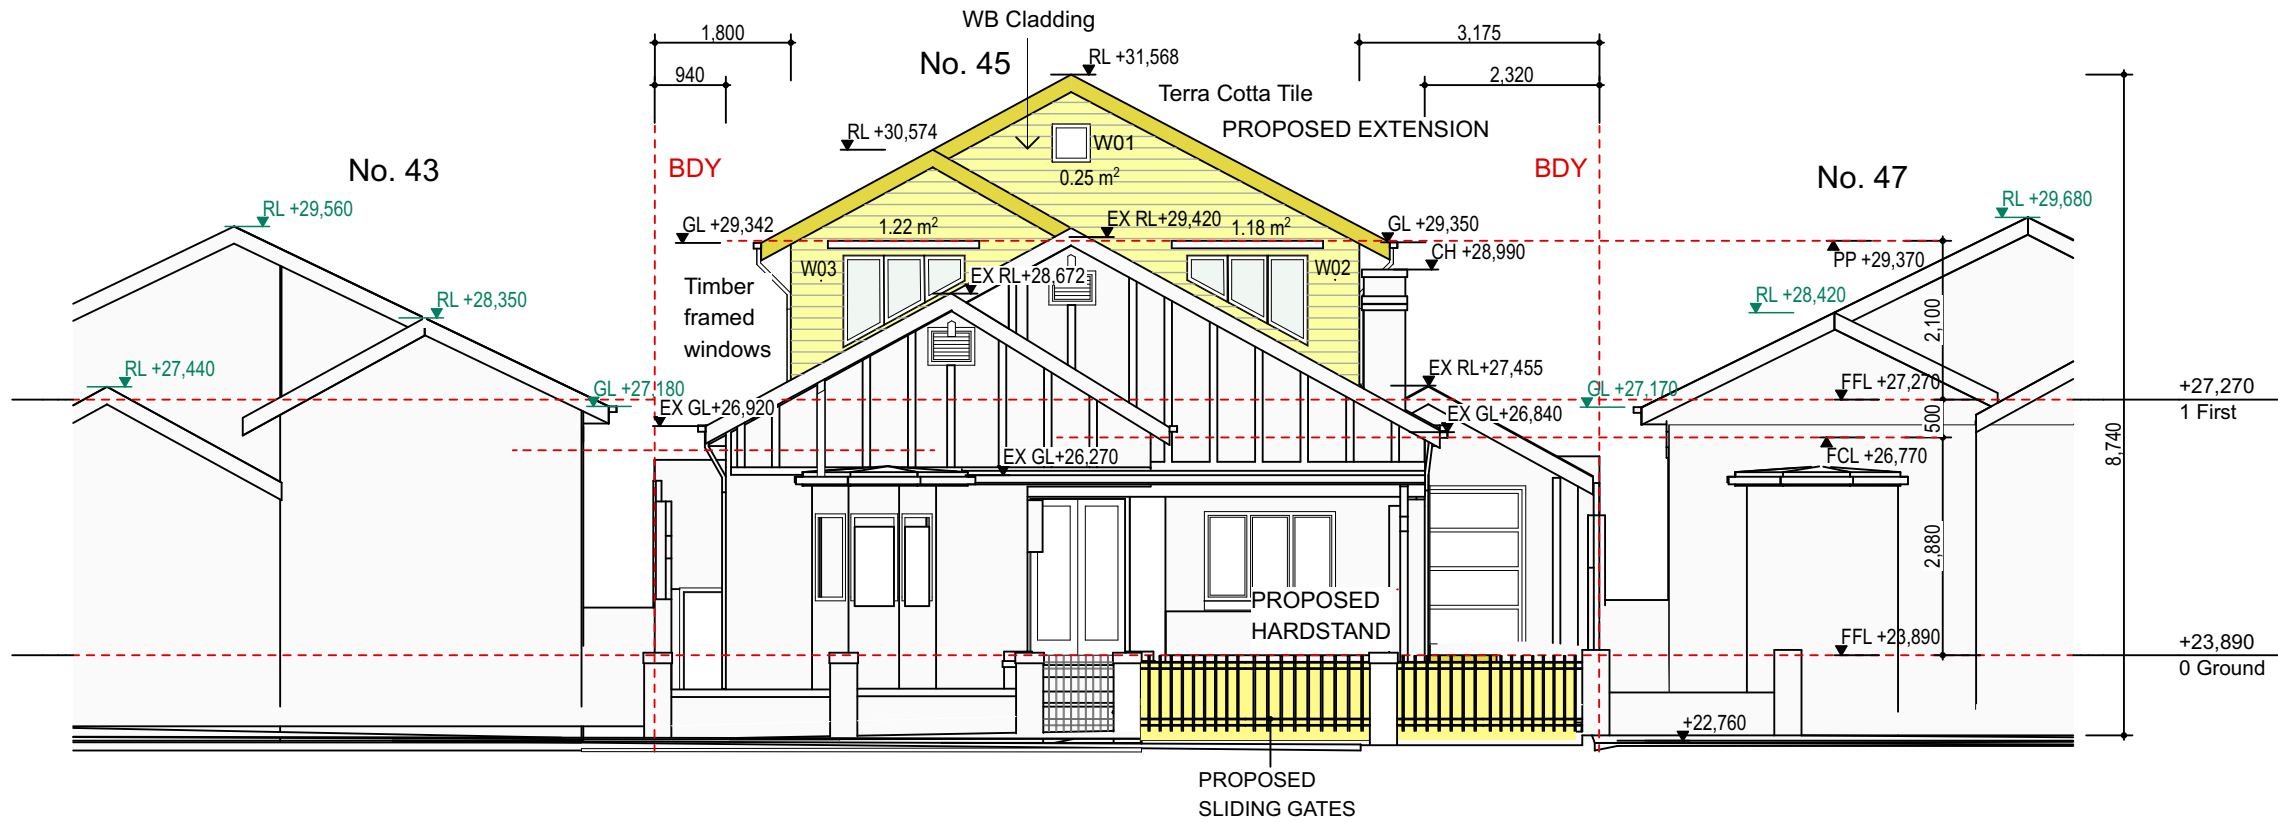 WB Cladding
1,800
3,175
No. 45
RL +31,568
940
2,320
Terra Cotta Tile
PROPOSED EXTENSION
RL +30,574
W01
No. 43
BDY
0.25 m²
BDY
No. 47
RL +29,560
GL +29,342
1.22 m²
EX RL+29,420
1.18 m²
GL +29,350
RL +29,680
CH +28,990
PP +29,370
W03
EX RL+28,672
W02
Timber
framed
windows
RL +28,350
RL +28,420
2,100
RL +27,440
EX RL+27,455
GL +27,180
GL +27,170
FFL +27,270
+27,270
1 First
EX GL+26,920
EX GL+26,840
500
8,740
EX GL+26,270
FCL +26,770
2,880
PROPOSED
HARDSTAND
FFL +23,890
+23,890
0 Ground
+22,760
PROPOSED
SLIDING GATES